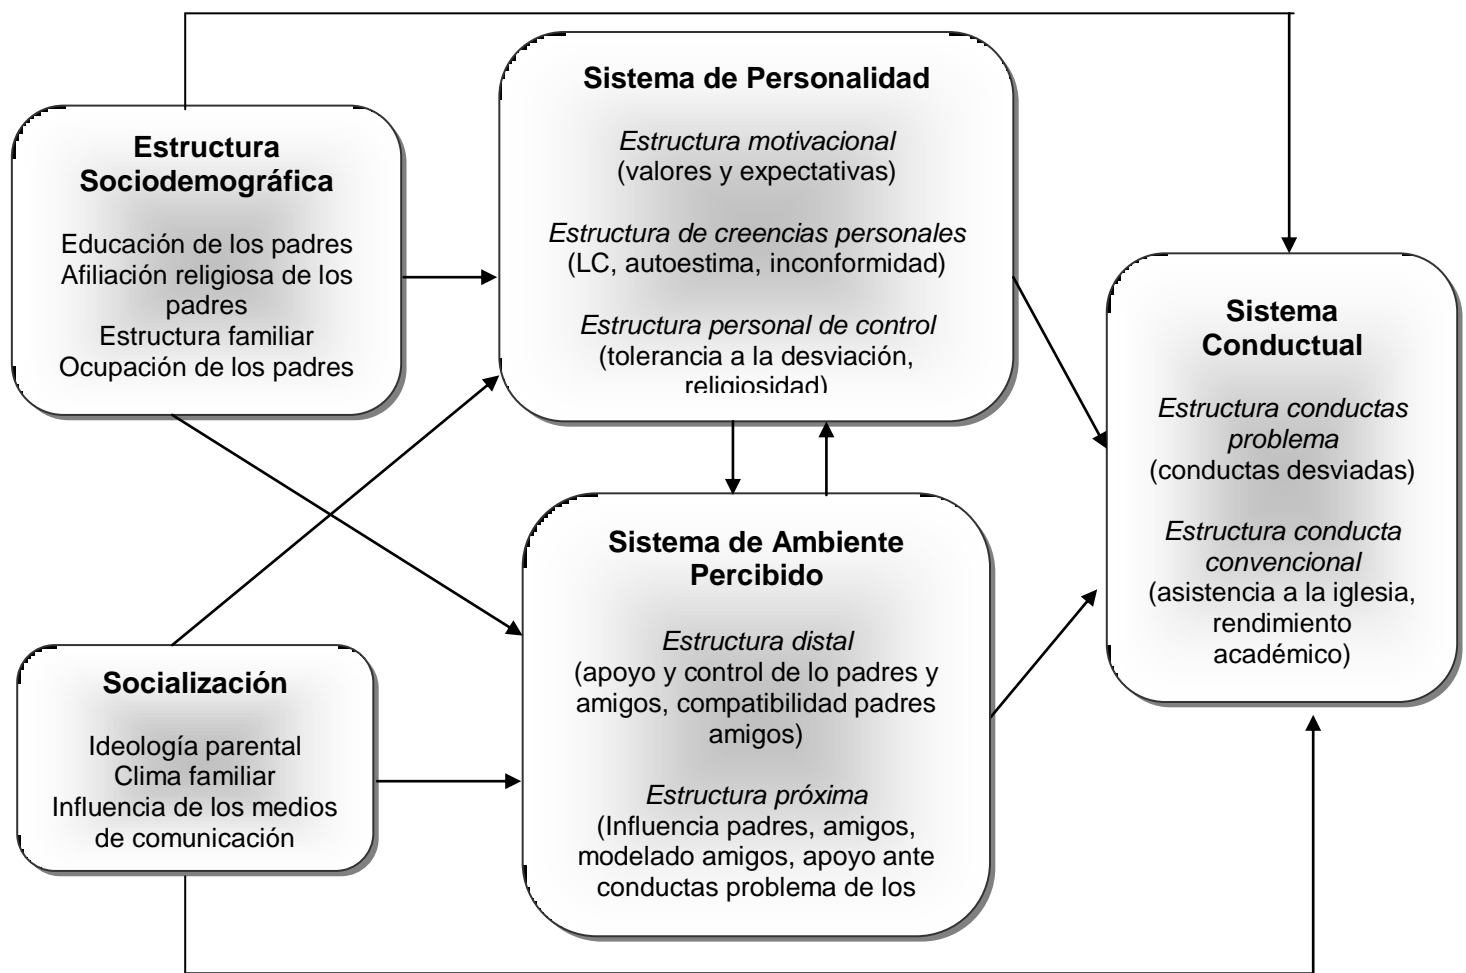 Estructura
Sociodemográfica
Educación de los padres
Afiliación religiosa de los
padres
Estructura familiar
Ocupación de los padres
Socialización
Ideología parental
Clima familiar
Influencia de los medios
de comunicación
Sistema de Personalidad
Estructura motivacional
(valores y expectativas)
Estructura de creencias personales
(LC, autoestima, inconformidad)
Estructura personal de control
(tolerancia a la desviación,
religiosidad)
Sistema de Ambiente
Percibido
Estructura distal
(apoyo y control de lo padres y
amigos, compatibilidad padres
amigos)
Estructura próxima
(Influencia padres, amigos,
modelado amigos, apoyo ante
conductas problema de los
Sistema
Conductual
Estructura conductas
problema
(conductas desviadas)
Estructura conducta
convencional
(asistencia a la iglesia,
rendimiento
académico)